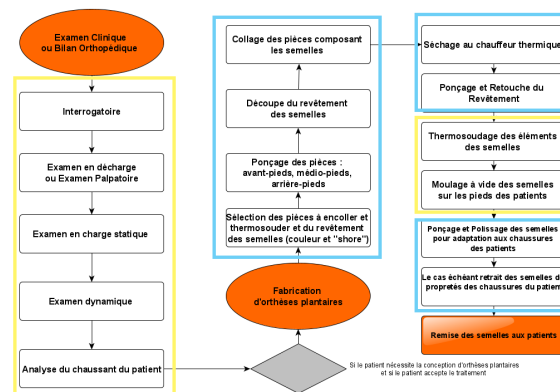 Examen Clinique
ou Bilan Orthopédique
Interrogatoire
Examen en décharge
ou Examen Palpatoire
Examen en charge statique
Examen dynamique
Analyse du chaussant du patient
Si le patient nécessite la conception d'orthèses plantaires
et si le patient accepte le traitement
Fabrication
d'orthèses plantaires
Sélection des pièces à encoller et
thermosouder et du revêtement
des semelles (couleur et "shore")
Ponçage des pièces :
avant-pieds, médio-pieds,
arrière-pieds
Découpe du revêtement
des semelles
Collage des pièces composant
les semelles
Séchage au chauffeur thermique
Ponçage et Retouche du
Revêtement
Thermosoudage des éléments
des semelles
Moulage à vide des semelles
sur les pieds des patients
Ponçage et Polissage des semelles
pour adaptation aux chaussures
des patients
Le cas échéant retrait des semelles de
propretés des chaussures du patient
Remise des semelles aux patients